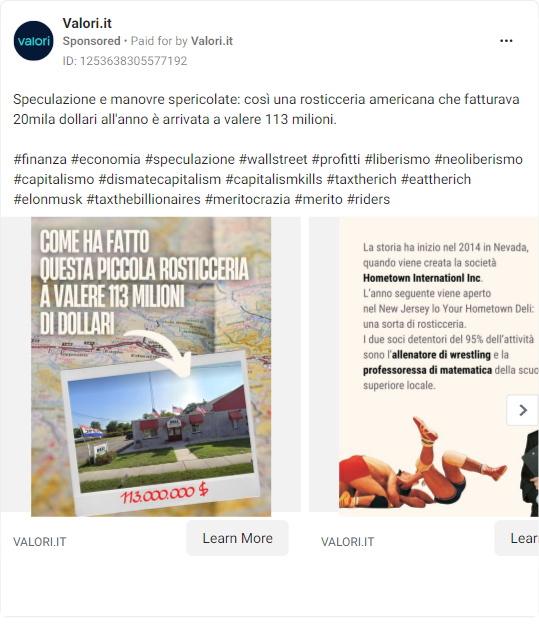 valori
Valori.it
Sponsored • Paid for by Valori.it
ID: 1253638305577192
Speculazione e manovre spericolate: così una rosticceria americana che fatturava
20mila dollari all'anno è arrivata a valere 113 milioni.
#finanza #economia #speculazione #wallstreet #profitti #liberismo #neoliberismo
#capitalismo #dismatecapitalism #capitalismkills #taxtherich #eattherich
#elonmusk #taxthebillionaires #meritocrazia #merito #riders
COME HA FATTO
QUESTA PICCOLA ROSTICCERIA
A VALERE 113 MILIONI
DI DOLLARI
113.000.000 $
La storia ha inizio nel 2014 in Nevada,
quando viene creata la società
Hometown Internationl Inc.
L'anno seguente viene aperto
nel New Jersey lo Your Hometown Deli:
una sorta di rosticceria.
I due soci detentori del 95% dell'attività
sono l'allenatore di wrestling e la
professoressa di matematica della scuo
superiore locale.
VALORI.IT
Learn More
VALORI.IT
Lear